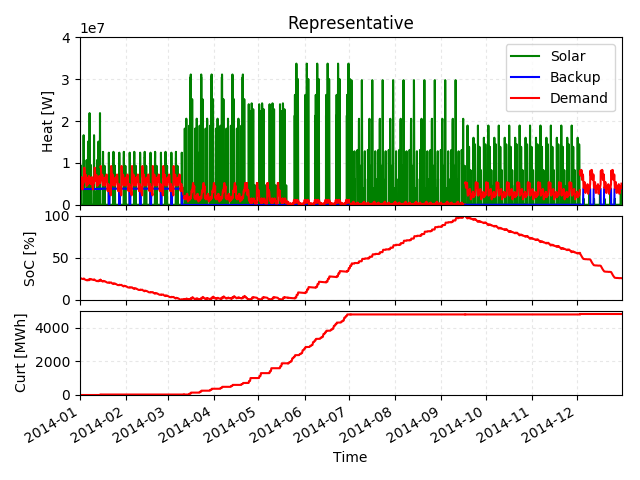 Representative
1e7
4
3
2
1
0
Heat [W]
Solar
Backup
Demand
100
50
0
SoC [%]
4000
2000
0
Curt [MWh]
2014-01
2014-02
2014-03
2014-04
2014-05
2014-06
2014-07
2014-08
2014-09
2014-10
2014-11
2014-12
Time